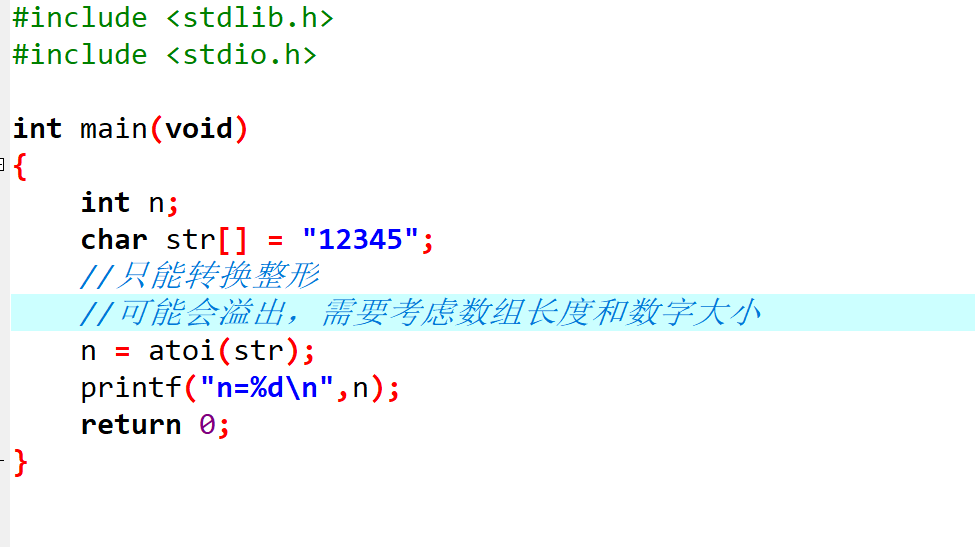 #include <stdlib.h>
#include <stdio.h>
int main(void)
{
int n;
char str[] = "12345";
//只能转换整形
//可能会溢出，需要考虑数组长度和数字大小
n = atoi(str);
printf("n=%d\n",n);
return 0;
}